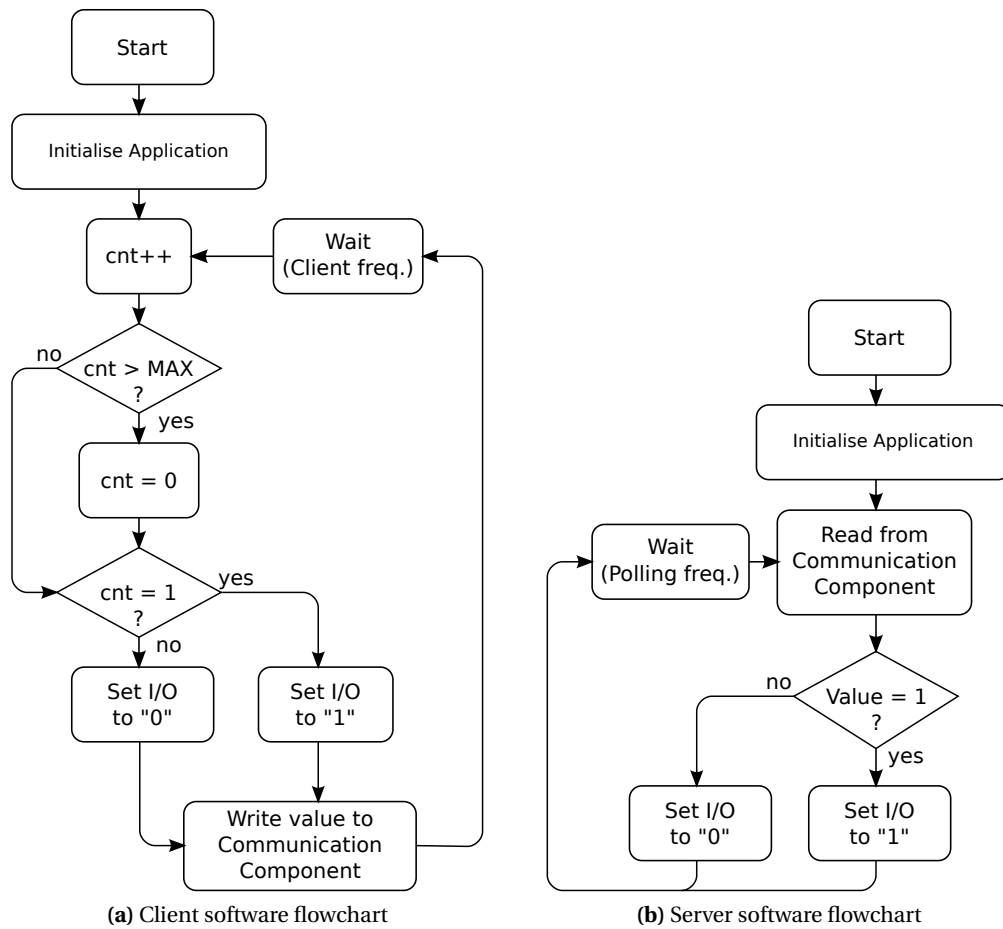 Start
Initialise Application
cnt++
Wait
(Client freq.)
no
cnt > MAX
?
yes
cnt = 0
cnt = 1
?
yes
no
Set I/O
to "0"
Set I/O
to "1"
Write value to
Communication
Component
(a) Client software flowchart
Start
Initialise Application
Wait
(Polling freq.)
Read from
Communication
Component
no
Value = 1
?
yes
Set I/O
to "0"
Set I/O
to "1"
(b) Server software flowchart